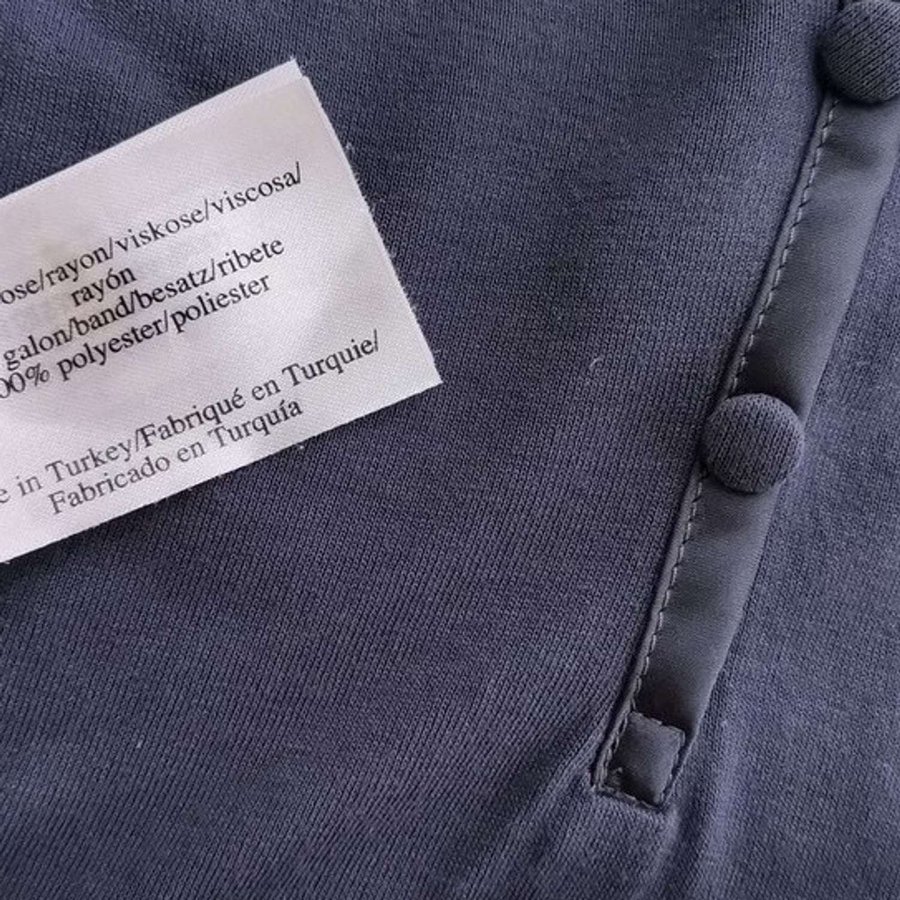 ose/rayon/viskose/viscosa/
rayón
galon/band/besatz/ribete
00% polyester/poliester
e in Turkey/Fabriqué en Turquie/
Fabricado en Turquía